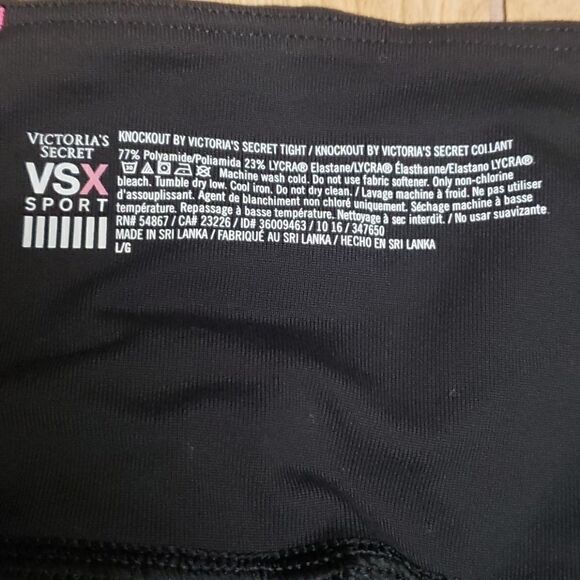 VICTORIA'S
SECRET
VSX
SPORT
KNOCKOUT BY VICTORIA'S SECRET TIGHT / KNOCKOUT BY VICTORIA'S SECRET COLLANT
77% Polyamide/Poliamida 23% LYCRA® Elastane/LYCRA® Élasthanne/Elastano LYCRA®
Machine wash cold. Do not use fabric softener. Only non-chlorine
bleach. Tumble dry low. Cool iron. Do not dry clean. / Lavage machine à froid. Ne pas utiliser
d'assouplissant. Agent de blanchiment non chloré uniquement. Séchage machine à basse
température. Repassage à basse température. Nettoyage à sec interdit. / No usar suavizante.
RN# 54867 / CA# 23226 / ID# 36009463 / 10 16 / 347650
MADE IN SRI LANKA / FABRIQUÉ AU SRI LANKA / HECHO EN SRI LANKA
L/G